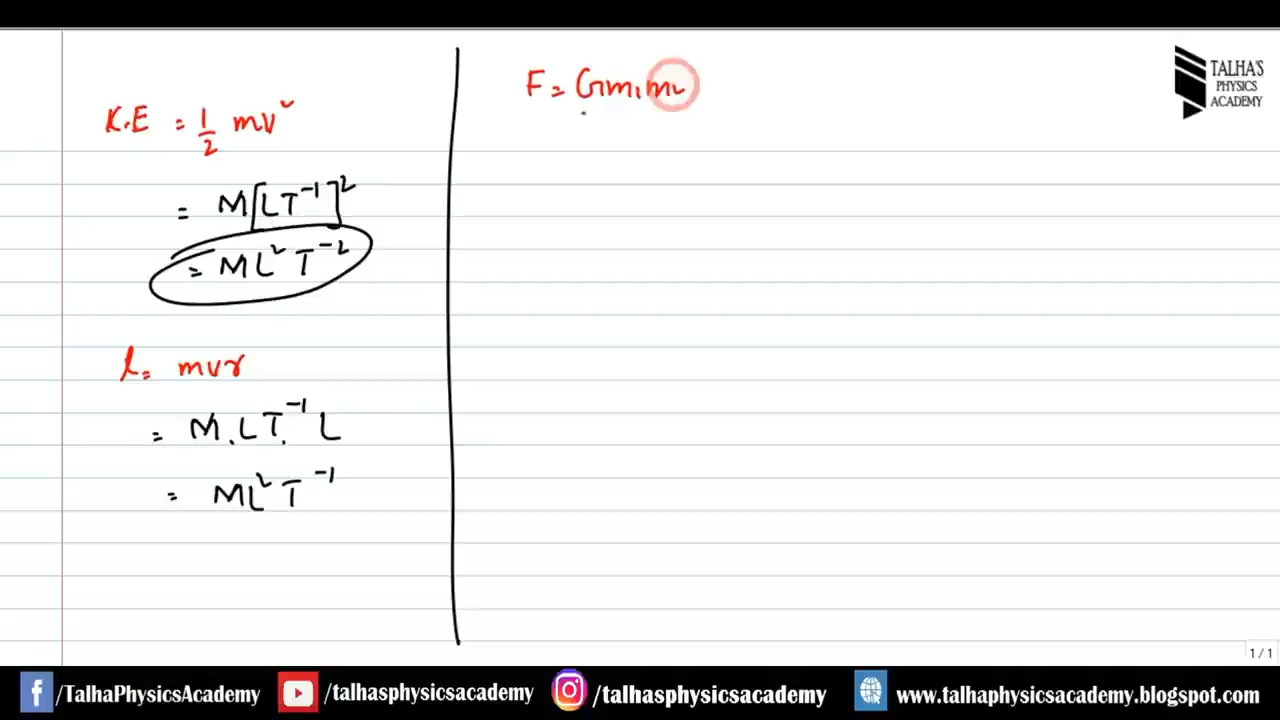 K.E = 1/2 mv²
= M[LT⁻¹]²
= ML²T⁻²
L = mvr
= M.LT.⁻¹ L
= ML²T⁻¹
F = Gm₁m₂
TALHA'S
PHYSICS
ACADEMY
1 / 1
/TalhaPhysicsAcademy
/talhasphysicsacademy
/talhasphysicsacademy
www.talhaphysicsacademy.blogspot.com